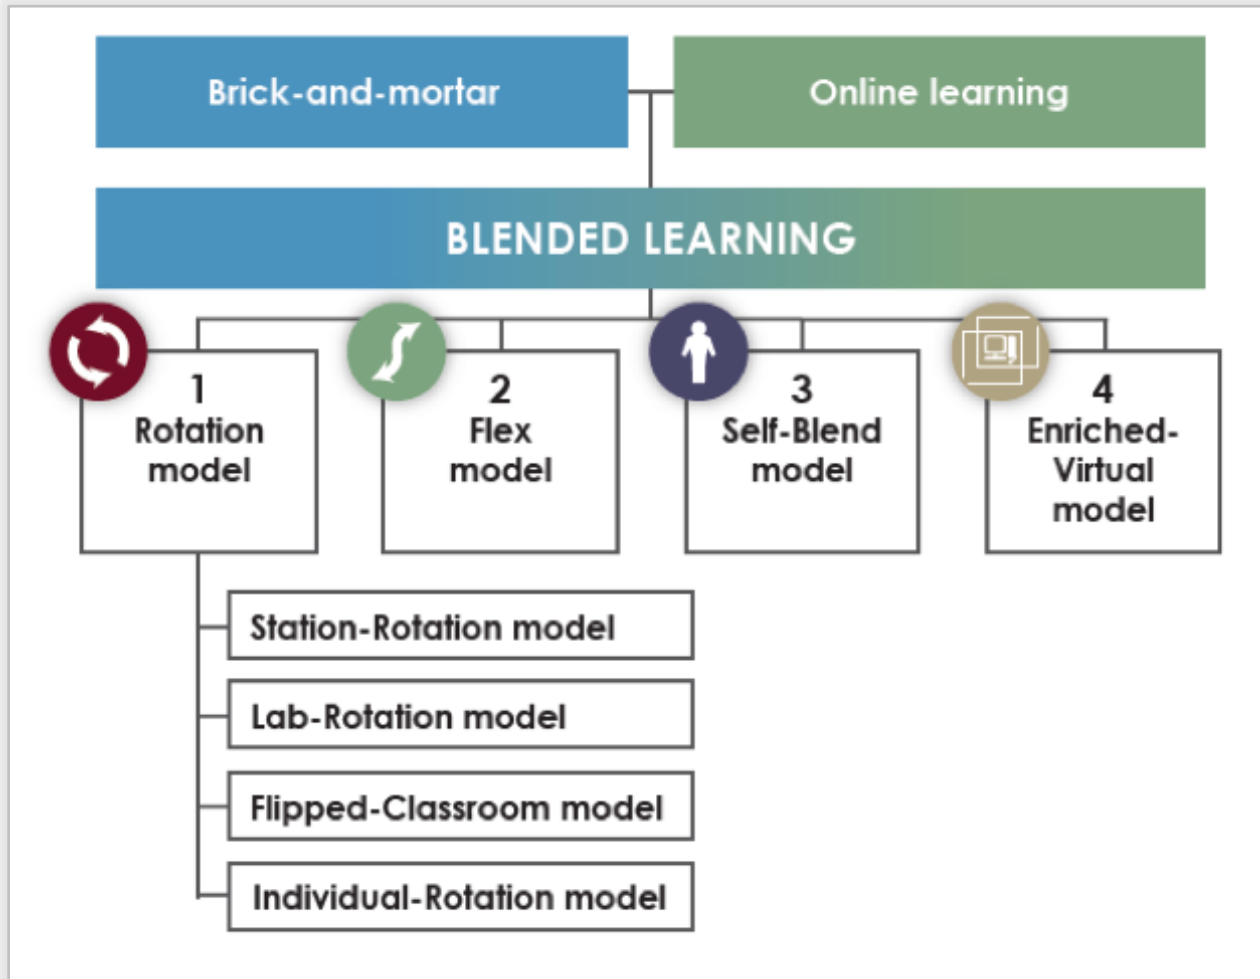 Brick-and-mortar
Online learning
BLENDED LEARNING
1
Rotation
model
2
Flex
model
3
Self-Blend
model
4
Enriched-
Virtual
model
Station-Rotation model
Lab-Rotation model
Flipped-Classroom model
Individual-Rotation model